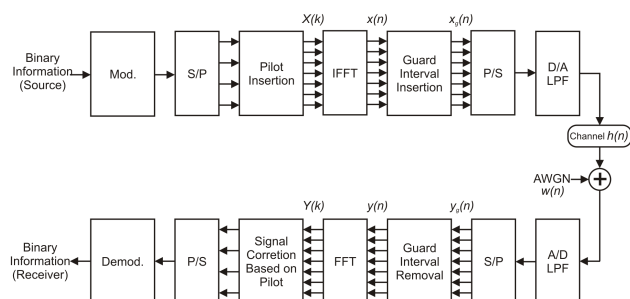 X(k)
x(n)
x_g(n)
Binary
Information
(Source)
Mod.
S/P
Pilot
Insertion
IFFT
Guard
Interval
Insertion
P/S
D/A
LPF
Channel h(n)
AWGN
w(n)
+
Y(k)
y(n)
y_g(n)
Binary
Information
(Receiver)
Demod.
P/S
Signal
Corretion
Based on
Pilot
FFT
Guard
Interval
Removal
S/P
A/D
LPF